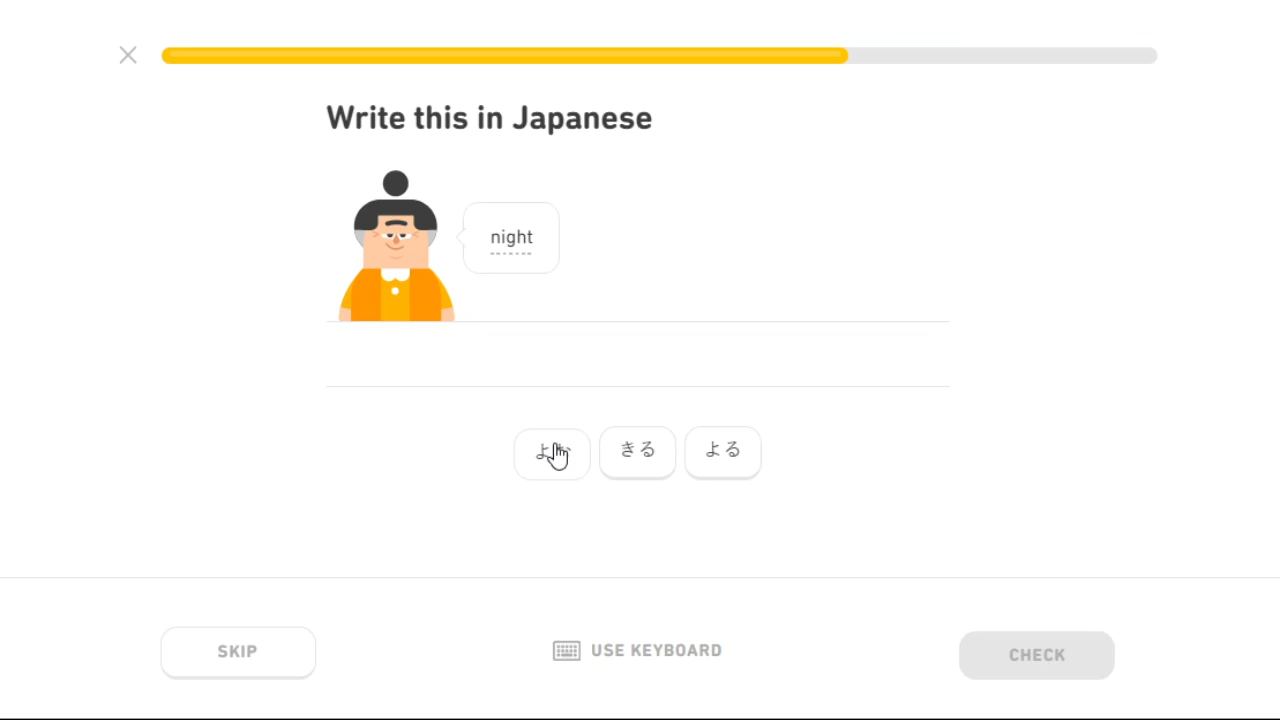 Write this in Japanese
night
きる
よる
SKIP
USE KEYBOARD
CHECK